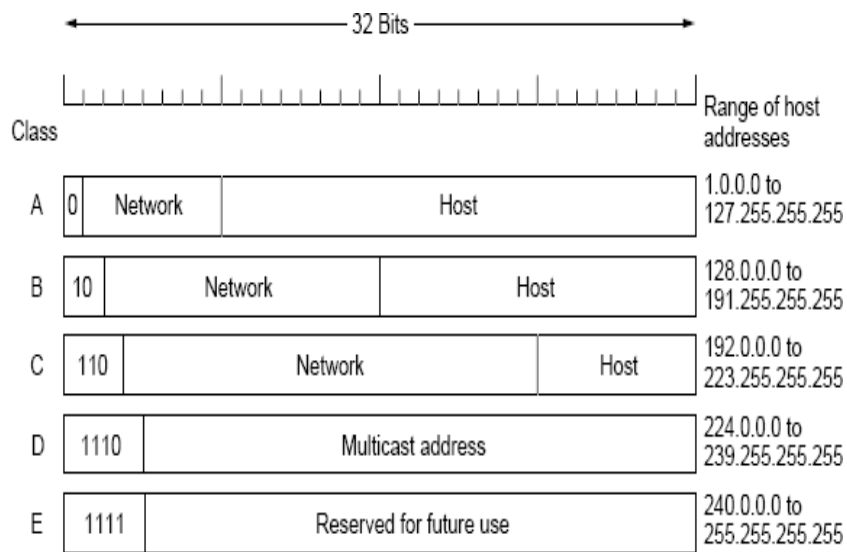 32 Bits
Range of host
addresses
Class
A 0 Network Host 1.0.0.0 to
127.255.255.255
B 10 Network Host 128.0.0.0 to
191.255.255.255
C 110 Network Host 192.0.0.0 to
223.255.255.255
D 1110 Multicast address 224.0.0.0 to
239.255.255.255
E 1111 Reserved for future use 240.0.0.0 to
255.255.255.255